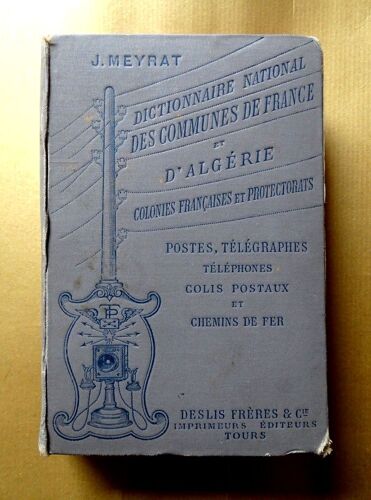 J. MEYRAT
DICTIONNAIRE NATIONAL
DES COMMUNES DE FRANCE
ET
D'ALGÉRIE
COLONIES FRANÇAISES ET PROTECTORATS
POSTES, TÉLÉGRAPHES
TÉLÉPHONES
COLIS POSTAUX
ET
CHEMINS DE FER
PT
DESLIS FRÈRES & CIE
IMPRIMEURS ÉDITEURS
TOURS